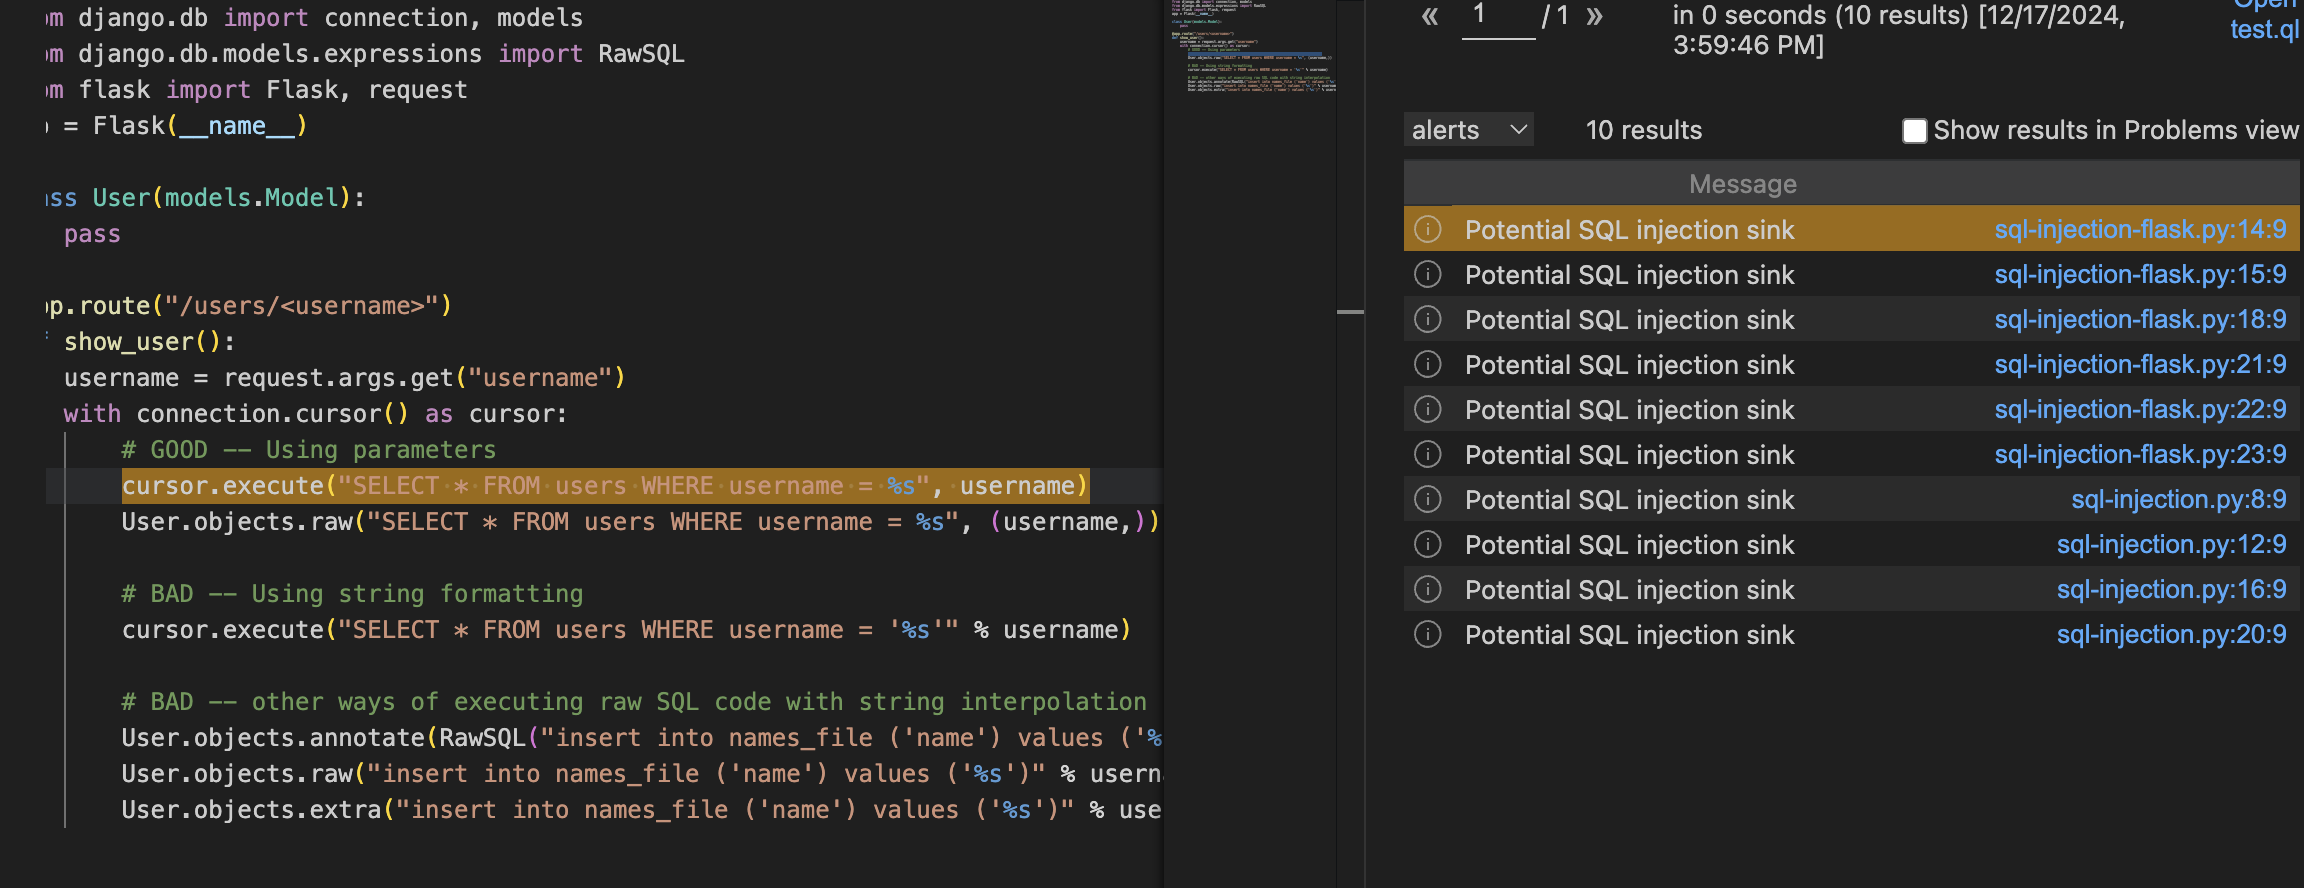 om django.db import connection, models
om django.db.models.expressions import RawSQL
om flask import Flask, request
p = Flask(__name__)
ass User(models.Model):
pass
pp.route("/users/<username>")
f show_user():
username = request.args.get("username")
with connection.cursor() as cursor:
# GOOD -- Using parameters
cursor.execute("SELECT * FROM users WHERE username = %s", username)
User.objects.raw("SELECT * FROM users WHERE username = %s", (username,))
# BAD -- Using string formatting
cursor.execute("SELECT * FROM users WHERE username = '%s'" % username)
# BAD -- other ways of executing raw SQL code with string interpolation
User.objects.annotate(RawSQL("insert into names_file ('name') values ('%
User.objects.raw("insert into names_file ('name') values ('%s')" % usern
User.objects.extra("insert into names_file ('name') values ('%s')" % use
« 1 / 1 »
in 0 seconds (10 results) [12/17/2024,
3:59:46 PM]
Open
test.ql
alerts 10 results Show results in Problems view
Message
Potential SQL injection sink sql-injection-flask.py:14:9
Potential SQL injection sink sql-injection-flask.py:15:9
Potential SQL injection sink sql-injection-flask.py:18:9
Potential SQL injection sink sql-injection-flask.py:21:9
Potential SQL injection sink sql-injection-flask.py:22:9
Potential SQL injection sink sql-injection-flask.py:23:9
Potential SQL injection sink sql-injection.py:8:9
Potential SQL injection sink sql-injection.py:12:9
Potential SQL injection sink sql-injection.py:16:9
Potential SQL injection sink sql-injection.py:20:9